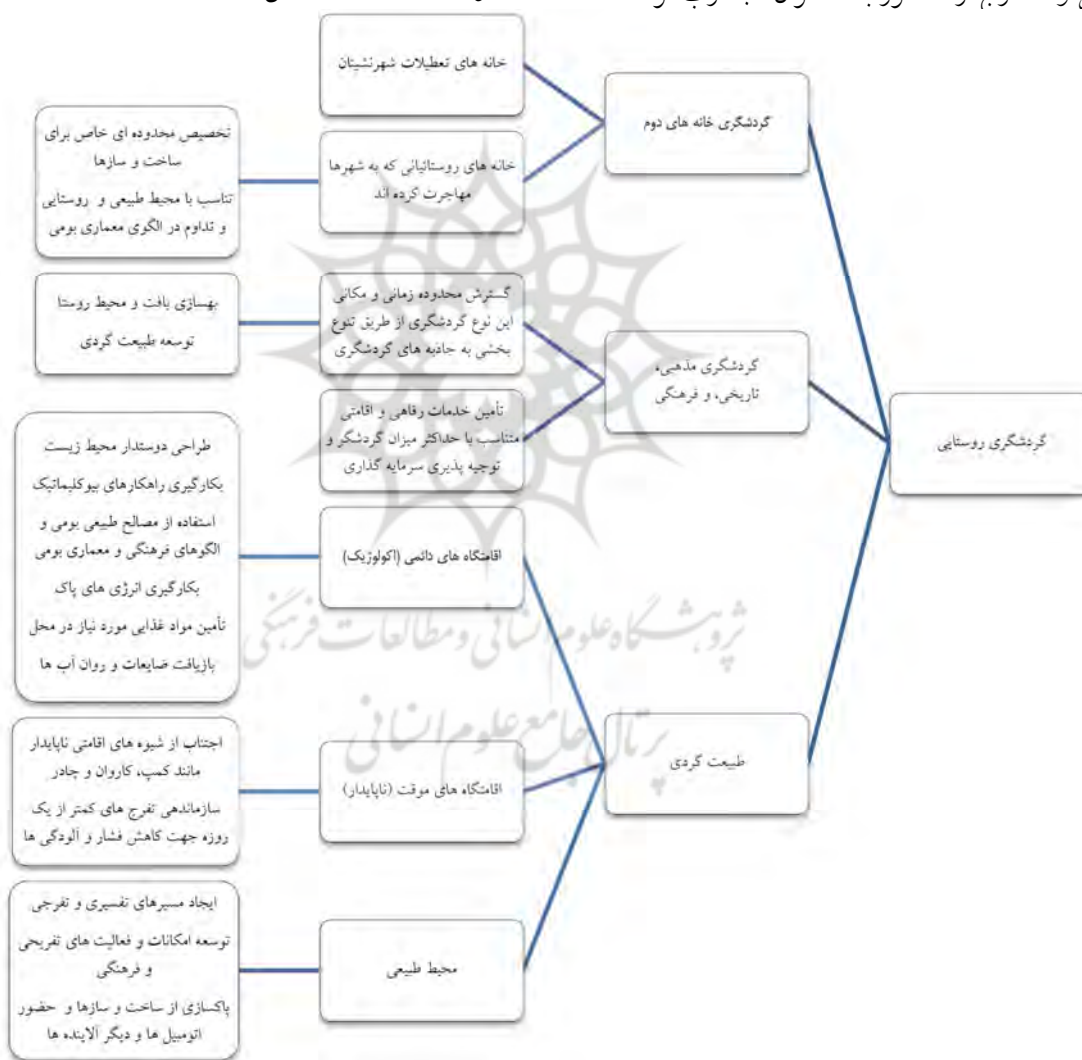 گردشگری روستایی
گردشگری خانه های دوم
خانه های تعطیلات شهرنشینان
خانه های روستائیانی که به شهرها
مهاجرت کرده اند
تخصیص محدوده ای خاص برای
ساخت و سازها
تناسب با محیط طبیعی و روستایی
و تداوم در الگوی معماری بومی
گردشگری مذهبی،
تاریخی، و فرهنگی
گسترش محدوده زمانی و مکانی
این نوع گردشگری از طریق تنوع
بخشی به جاذبه های گردشگری
بهسازی بافت و محیط روستا
توسعه طبیعت گردی
تأمین خدمات رفاهی و اقامتی
متناسب با حداکثر میزان گردشگر و
توجیه پذیری سرمایه گذاری
طبیعت گردی
اقامتگاه های دائمی (اکولوژیک)
طراحی دوستدار محیط زیست
بکارگیری راهکارهای بیوکلیماتیک
استفاده از مصالح طبیعی بومی و
الگوهای فرهنگی و معماری بومی
بکارگیری انرژی های پاک
تأمین مواد غذایی مورد نیاز در محل
بازیافت ضایعات و روان آب ها
اقامتگاه های موقت (ناپایدار)
اجتناب از شیوه های اقامتی ناپایدار
مانند کمپ، کاروان و چادر
سازماندهی تفرج های کمتر از یک
روزه جهت کاهش فشار و آلودگی ها
محیط طبیعی
ایجاد مسیرهای تفسیری و تفرجی
توسعه امکانات و فعالیت های تفریحی
و فرهنگی
پاکسازی از ساخت و سازها و حضور
اتومبیل ها و دیگر آلاینده ها
پژوهشگاه علوم انسانی و مطالعات فرهنگی
پرتال جامع علوم انسانی